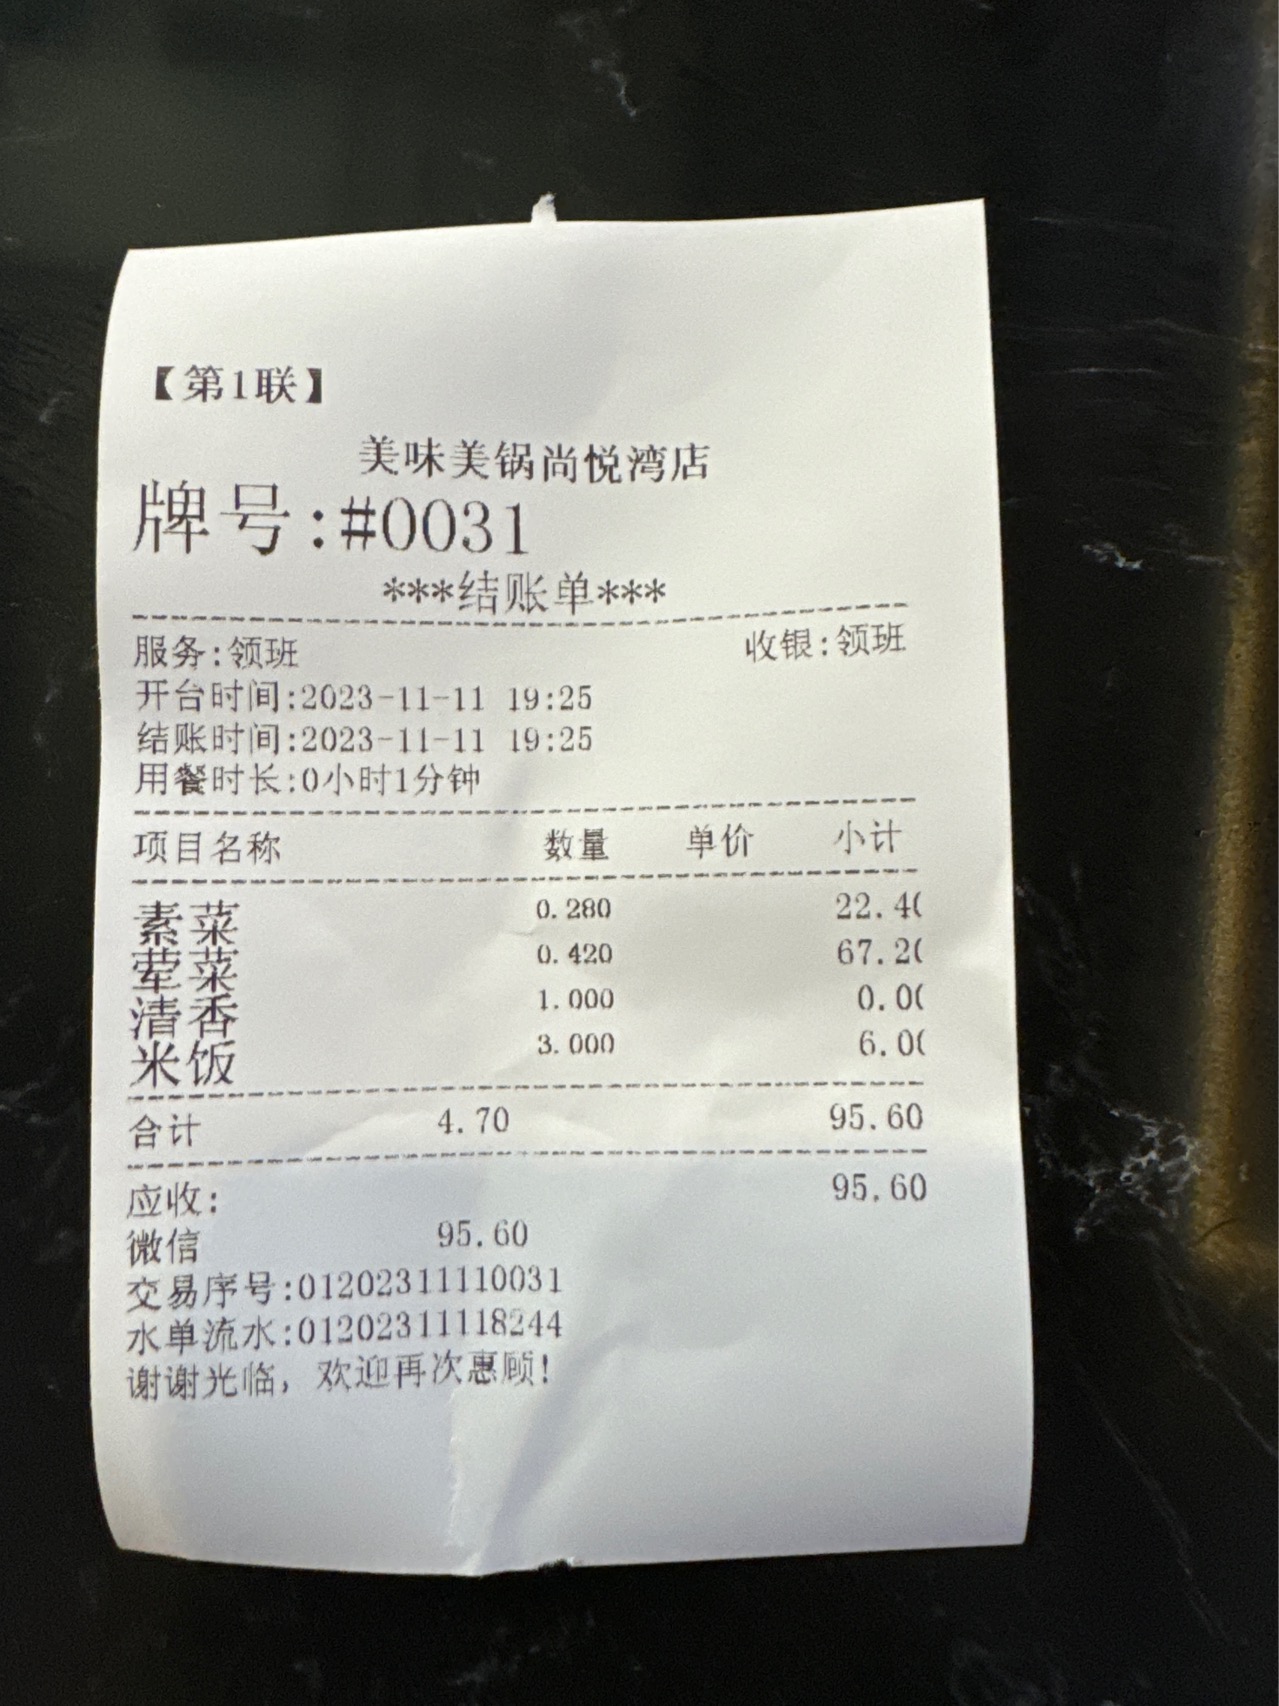 【第1联】
美味美锅尚悦湾店
牌号:#0031
***结账单***
服务:领班 收银:领班
开台时间:2023-11-11 19:25
结账时间:2023-11-11 19:25
用餐时长:0小时1分钟
项目名称 数量 单价 小计
素菜 0.280 22.40
荤菜 0.420 67.20
清香 1.000 0.00
米饭 3.000 6.00
合计 4.70 95.60
应收: 95.60
微信 95.60
交易序号:01202311110031
水单流水:01202311118244
谢谢光临, 欢迎再次惠顾!